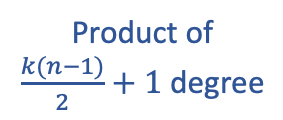 Product of
k(n−1)/2 + 1 degree